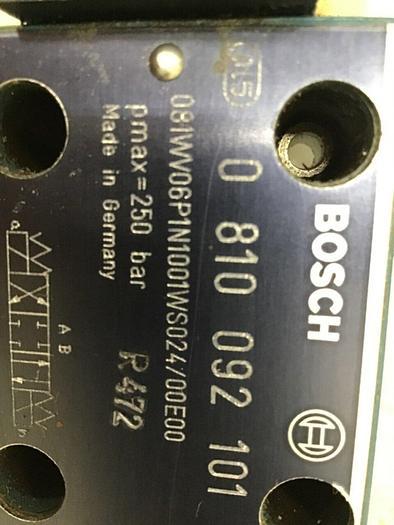 BOSCH
0 810 092 101
081WV06P1N1001WS024/00E00
pmax=250 bar R472
Made in Germany
A B